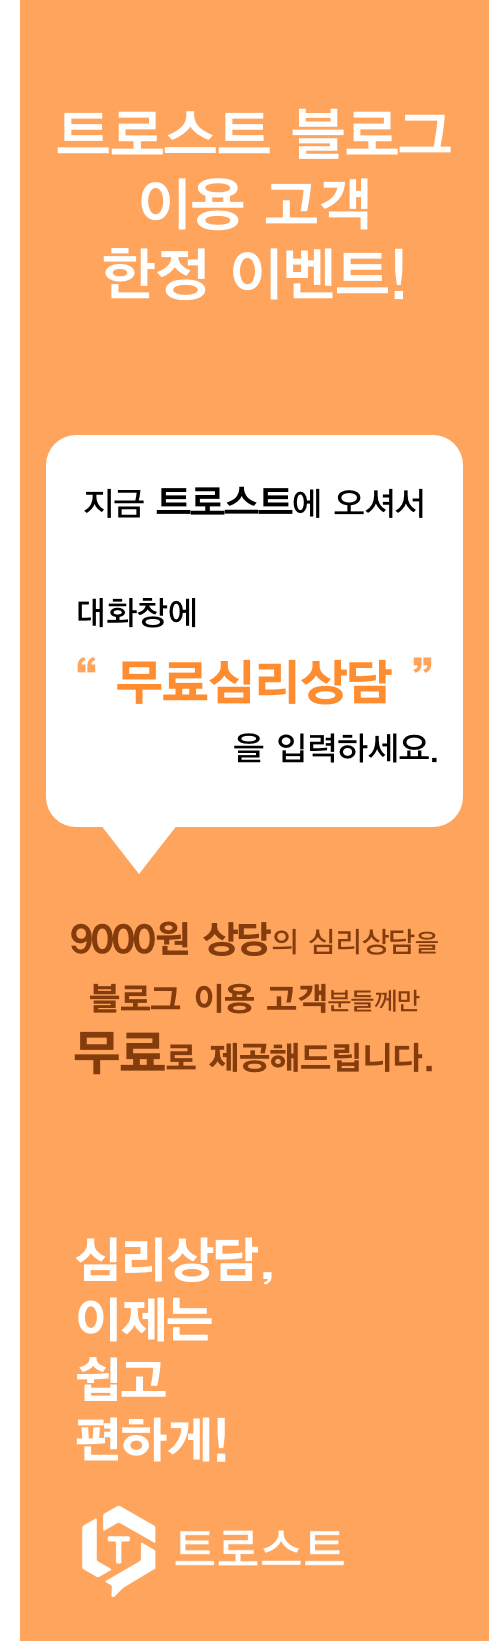 트로스트 블로그
이용 고객
한정 이벤트!
지금 트로스트에 오셔서
대화창에
“ 무료심리상담 ”
을 입력하세요.
9000원 상당의 심리상담을
블로그 이용 고객분들께만
무료로 제공해드립니다.
심리상담,
이제는
쉽고
편하게!
T 트로스트